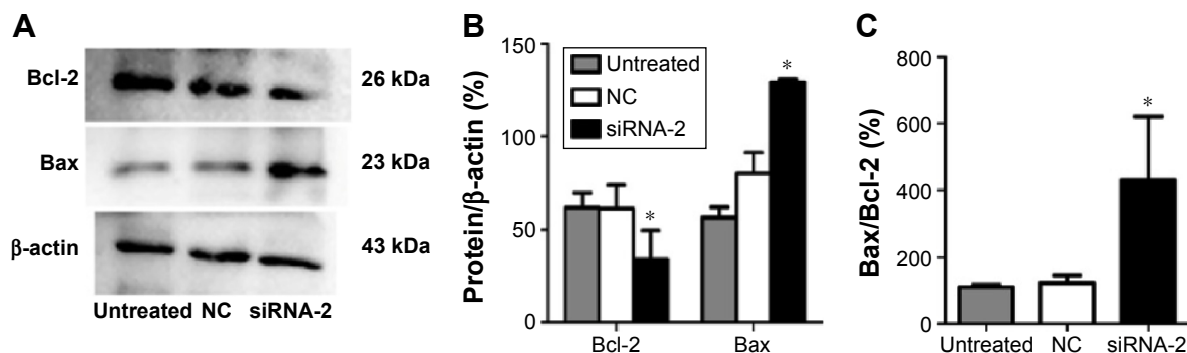 A
Bcl-2 26 kDa
Bax 23 kDa
β-actin 43 kDa
Untreated NC siRNA-2
B
Protein/β-actin (%)
150
100
50
0
Untreated
NC
siRNA-2
*
*
Bcl-2 Bax
C
Bax/Bcl-2 (%)
800
600
400
200
0
*
Untreated NC siRNA-2